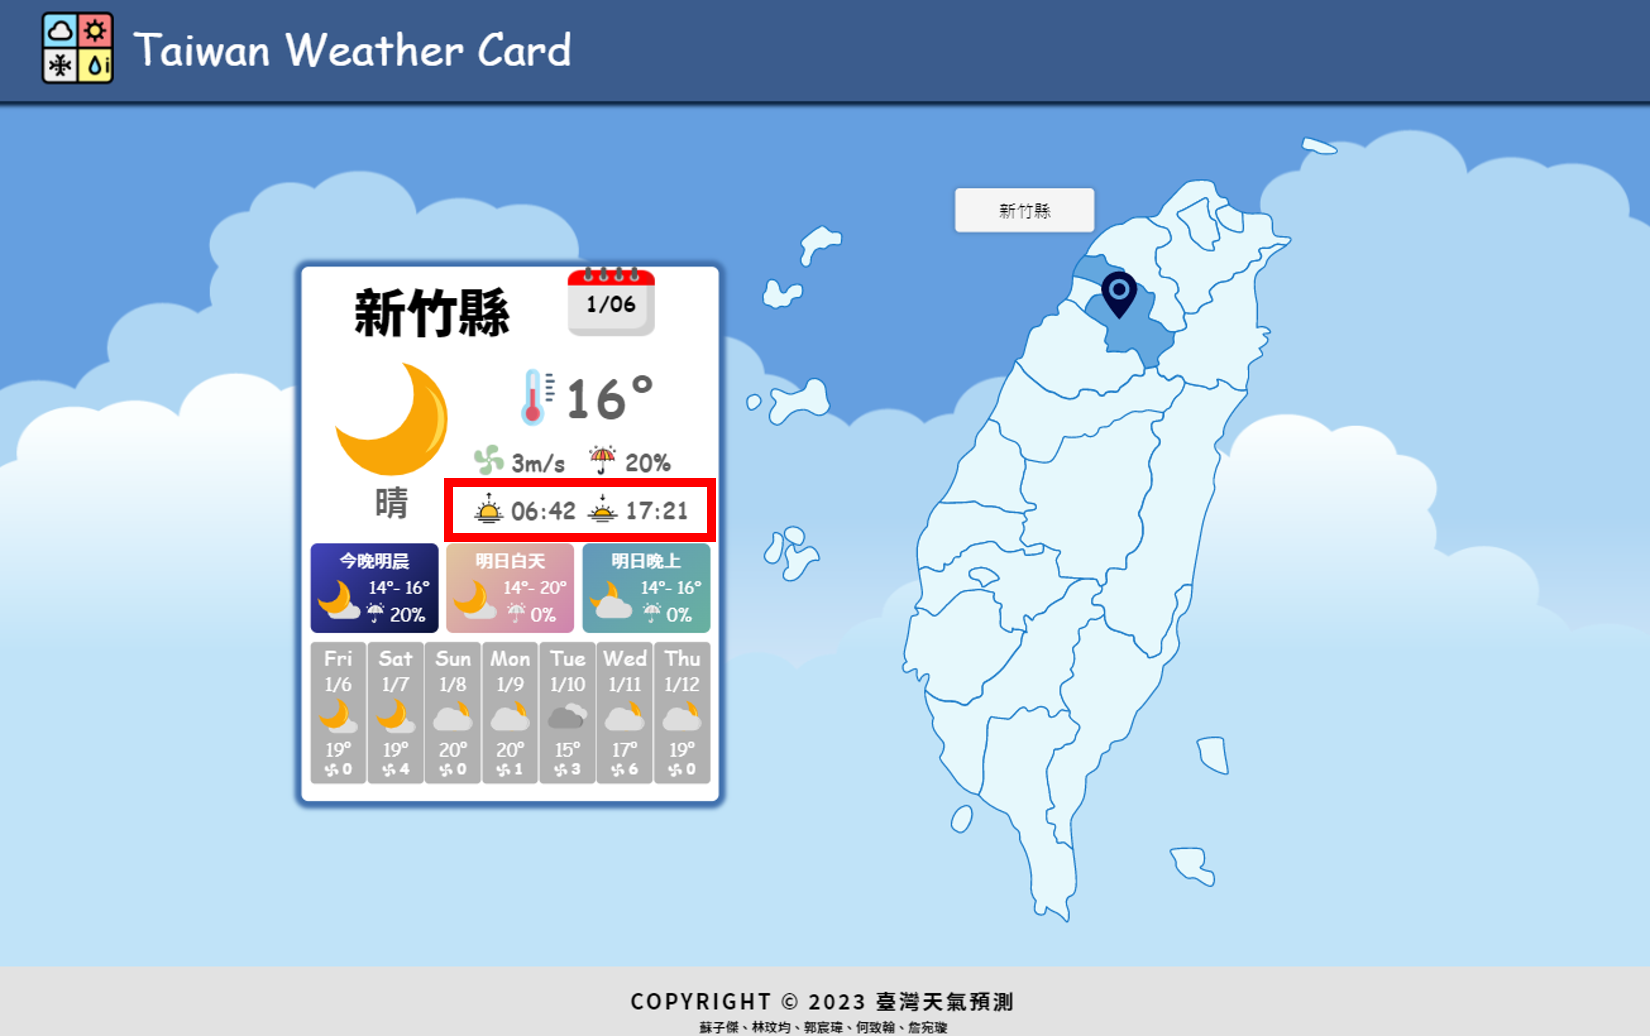 Taiwan Weather Card
新竹縣
新竹縣
1/06
16°
3m/s 20%
晴
06:42 17:21
今晚明晨
14°- 16°
20%
明日白天
14°- 20°
0%
明日晚上
14°- 16°
0%
Fri Sat Sun Mon Tue Wed Thu
1/6 1/7 1/8 1/9 1/10 1/11 1/12
19° 19° 20° 20° 15° 17° 19°
0 4 0 1 3 6 0
COPYRIGHT © 2023 臺灣天氣預測
蘇子傑、林玟均、郭宸瑋、何致翰、詹宛璇